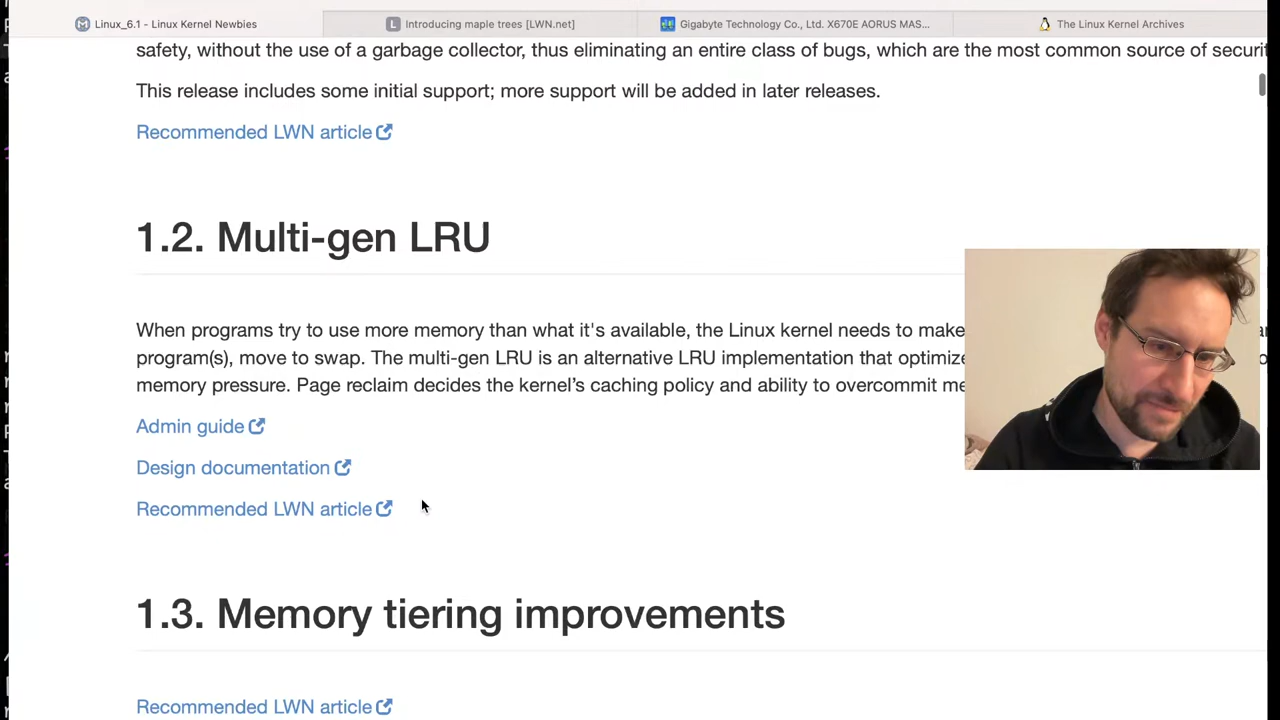 Linux_6.1 - Linux Kernel Newbies
Introducing maple trees [LWN.net]
Gigabyte Technology Co., Ltd. X670E AORUS MAS...
The Linux Kernel Archives
safety, without the use of a garbage collector, thus eliminating an entire class of bugs, which are the most common source of securit
This release includes some initial support; more support will be added in later releases.
Recommended LWN article
1.2. Multi-gen LRU
When programs try to use more memory than what it's available, the Linux kernel needs to make
program(s), move to swap. The multi-gen LRU is an alternative LRU implementation that optimize
memory pressure. Page reclaim decides the kernel's caching policy and ability to overcommit me
Admin guide
Design documentation
Recommended LWN article
1.3. Memory tiering improvements
Recommended LWN article